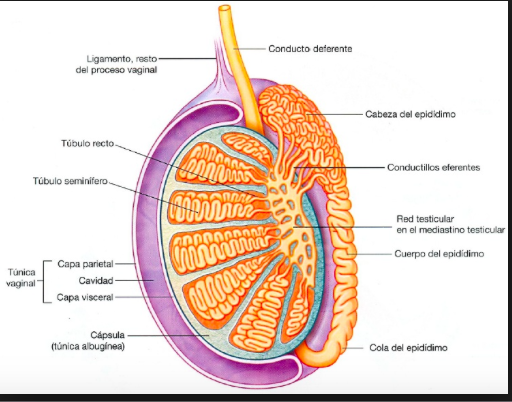 Conducto deferente
Ligamento, resto
del proceso vaginal
Cabeza del epidídimo
Túbulo recto
Conductillos eferentes
Túbulo seminífero
Red testicular
en el mediastino testicular
Cuerpo del epidídimo
Túnica
vaginal
Capa parietal
Cavidad
Capa visceral
Cápsula
(túnica albugínea)
Cola del epidídimo